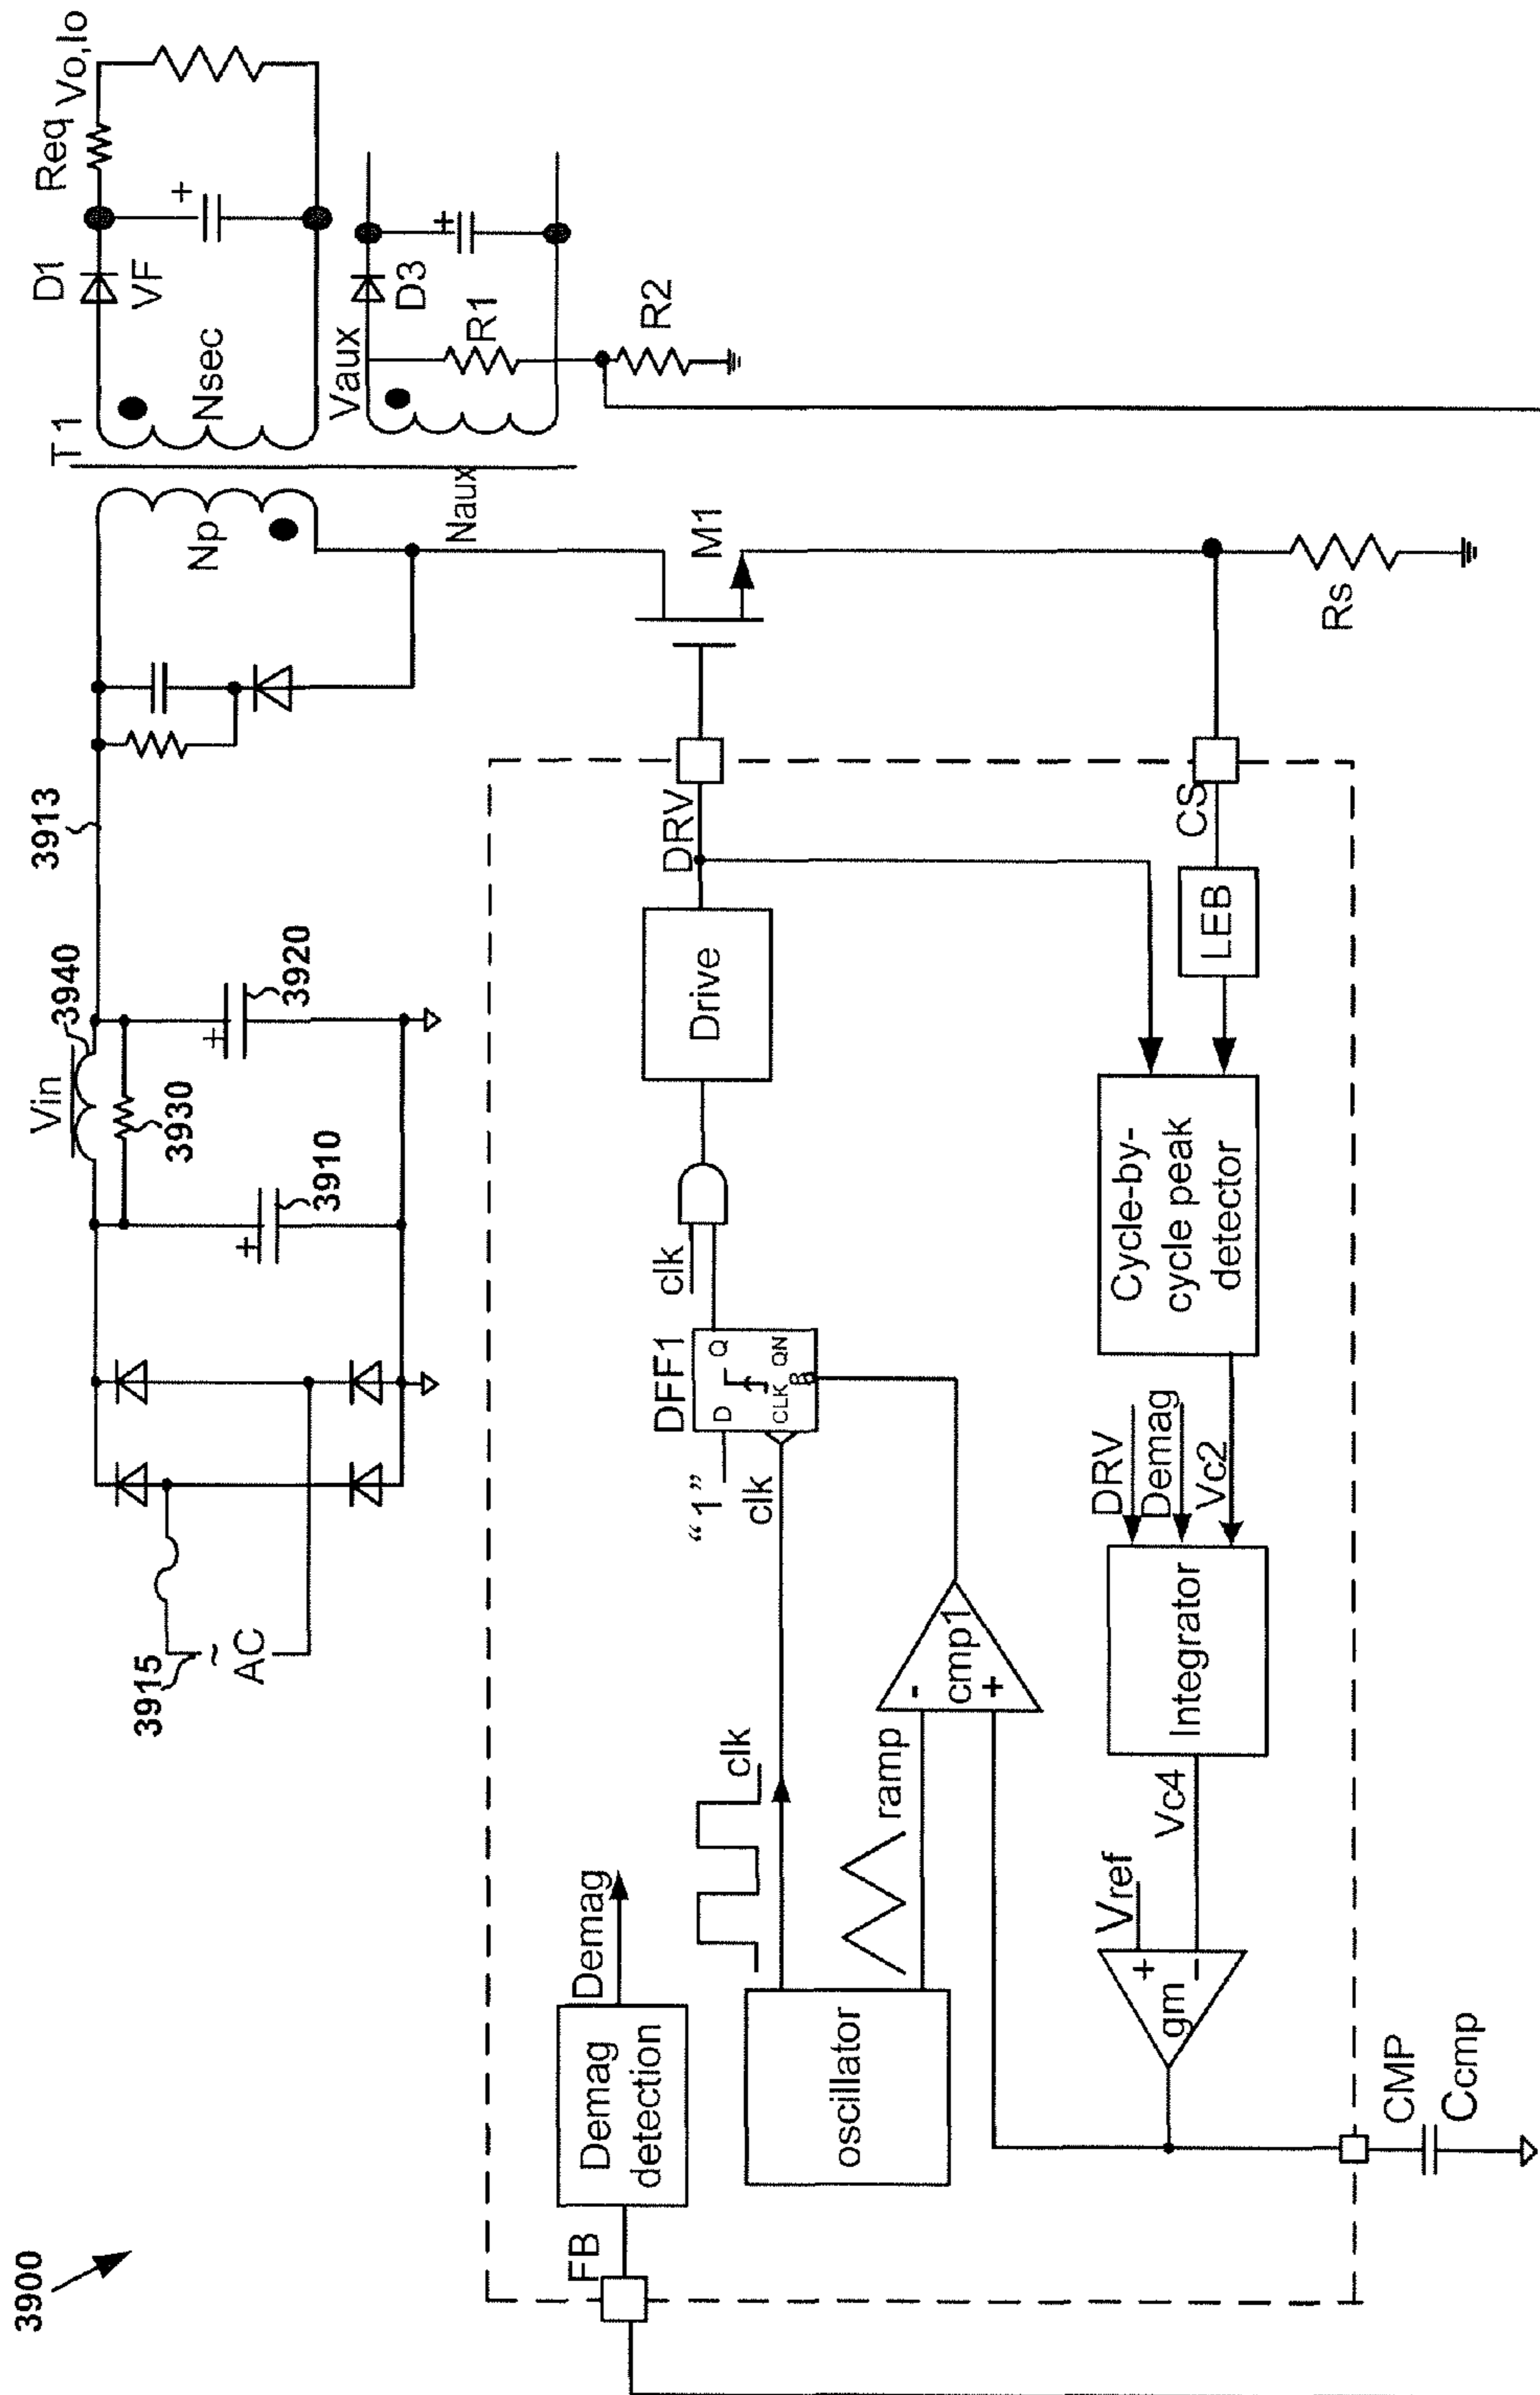 3900
3915
~
AC
Vin
3940
3930
3910
+
3920
+
3913
T1
Np
Nsec
Naux
D1
VF
Req
Vo,Io
+
Vaux
D3
+
R1
R2
M1
Rs
FB
Demag
detection
Demag
oscillator
clk
ramp
"1"
clk
DFF1
D
Q
CLK
QN
R
clk
Drive
DRV
-
cmp1
+
CS
LEB
Cycle-by-
cycle peak
detector
DRV
Demag
Vc2
Integrator
Vc4
Vref
+
gm
-
CMP
Ccmp